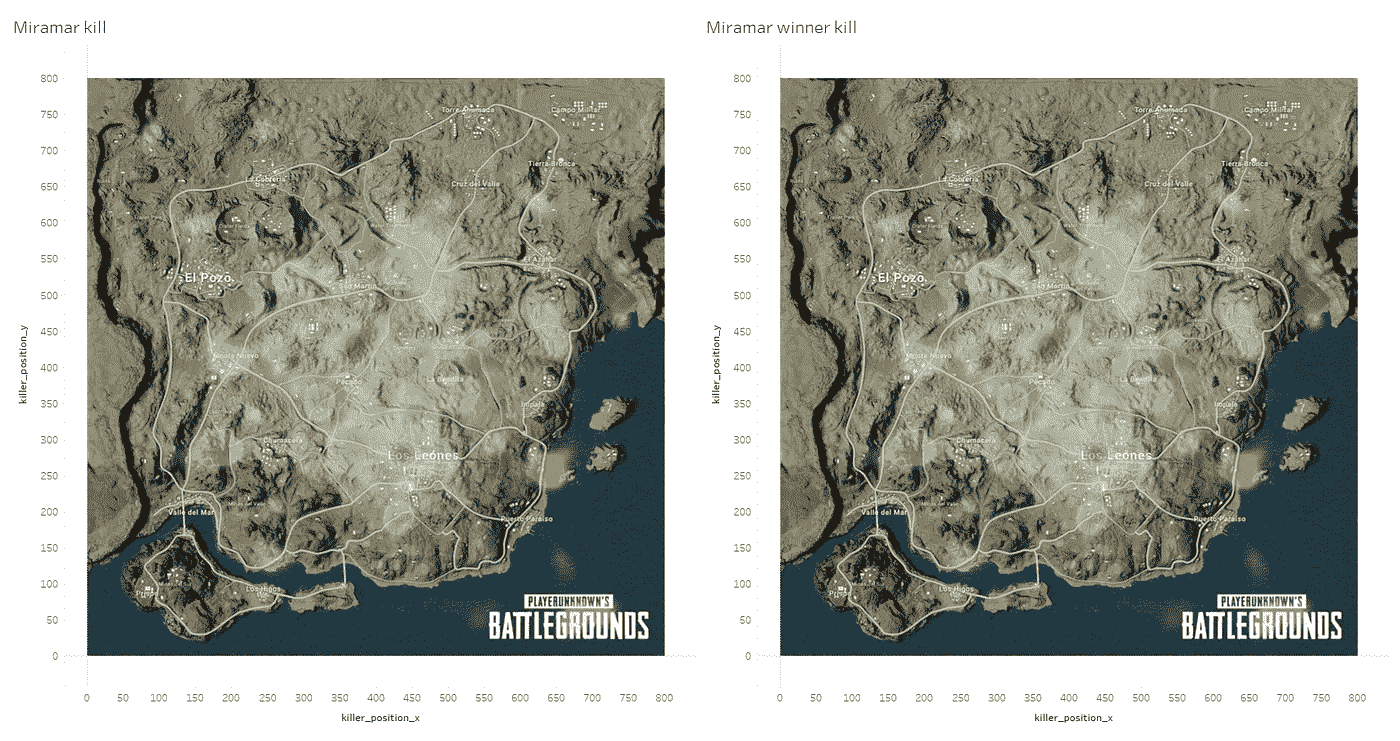 Miramar kill
Miramar winner kill
800
750
700
650
600
550
500
450
400
350
300
250
200
150
100
50
0
killer_position_y
Torre Ahumada
Campo Militar
Tierra Bronca
La Cobreria
Cruz del Valle
El Pozo
El Azahar
San Martin
Monte Nuevo
Pecado
La Bendita
Impala
Chumacera
Los Leones
Valle del Mar
Puerto Paraiso
Prison
Los Higos
PLAYERUNKNOWN'S
BATTLEGROUNDS
0 50 100 150 200 250 300 350 400 450 500 550 600 650 700 750 800
killer_position_x
800
750
700
650
600
550
500
450
400
350
300
250
200
150
100
50
0
killer_position_y
Torre Ahumada
Campo Militar
Tierra Bronca
La Cobreria
Cruz del Valle
El Pozo
El Azahar
San Martin
Monte Nuevo
Pecado
La Bendita
Impala
Chumacera
Los Leones
Valle del Mar
Puerto Paraiso
Prison
Los Higos
PLAYERUNKNOWN'S
BATTLEGROUNDS
0 50 100 150 200 250 300 350 400 450 500 550 600 650 700 750 800
killer_position_x